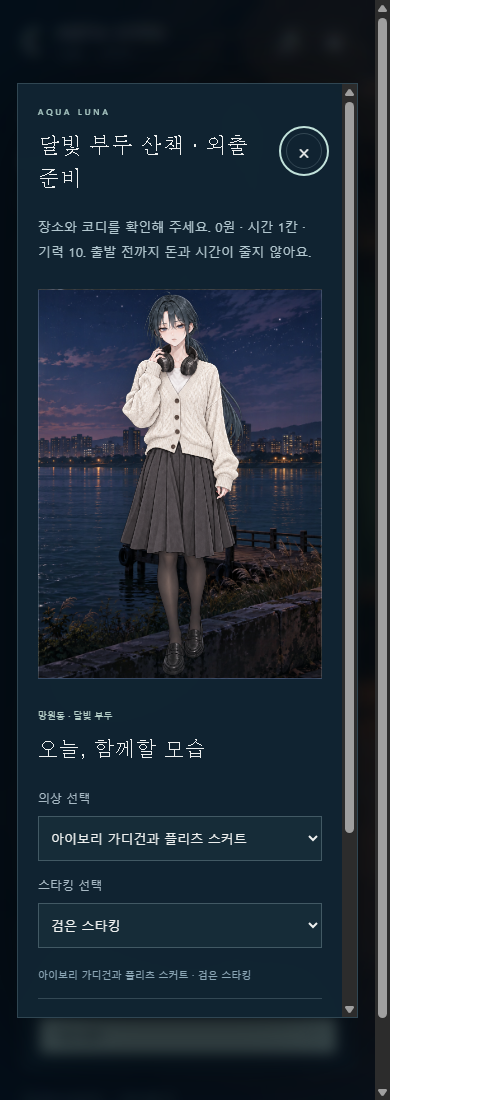 AQUA LUNA
달빛 부두 산책 · 외출
준비
×
장소와 코디를 확인해 주세요. 0원 · 시간 1칸 ·
기력 10. 출발 전까지 돈과 시간이 줄지 않아요.
망원동 · 달빛 부두
오늘, 함께할 모습
의상 선택
아이보리 가디건과 플리츠 스커트
스타킹 선택
검은 스타킹
아이보리 가디건과 플리츠 스커트 · 검은 스타킹